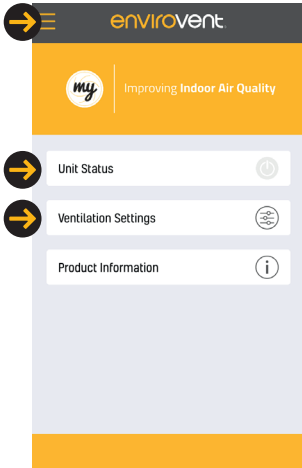 envirovent
my
Improving Indoor Air Quality
Unit Status
Ventilation Settings
Product Information